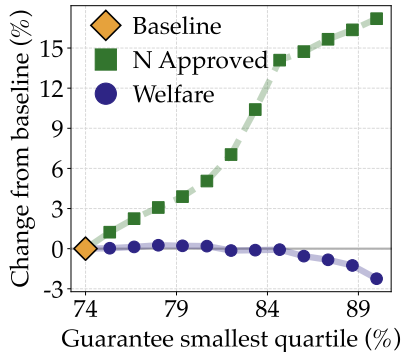 Baseline
N Approved
Welfare
Change from baseline (%)
15
12
9
6
3
0
-3
74
79
84
89
Guarantee smallest quartile (%)